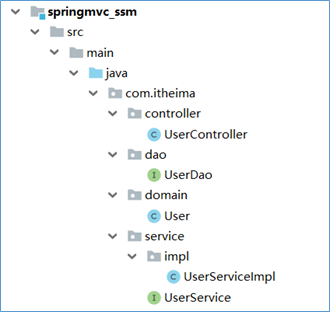 springmvc_ssm
src
main
java
com.itheima
controller
C UserController
dao
I UserDao
domain
C User
service
impl
C UserServiceImpl
I UserService